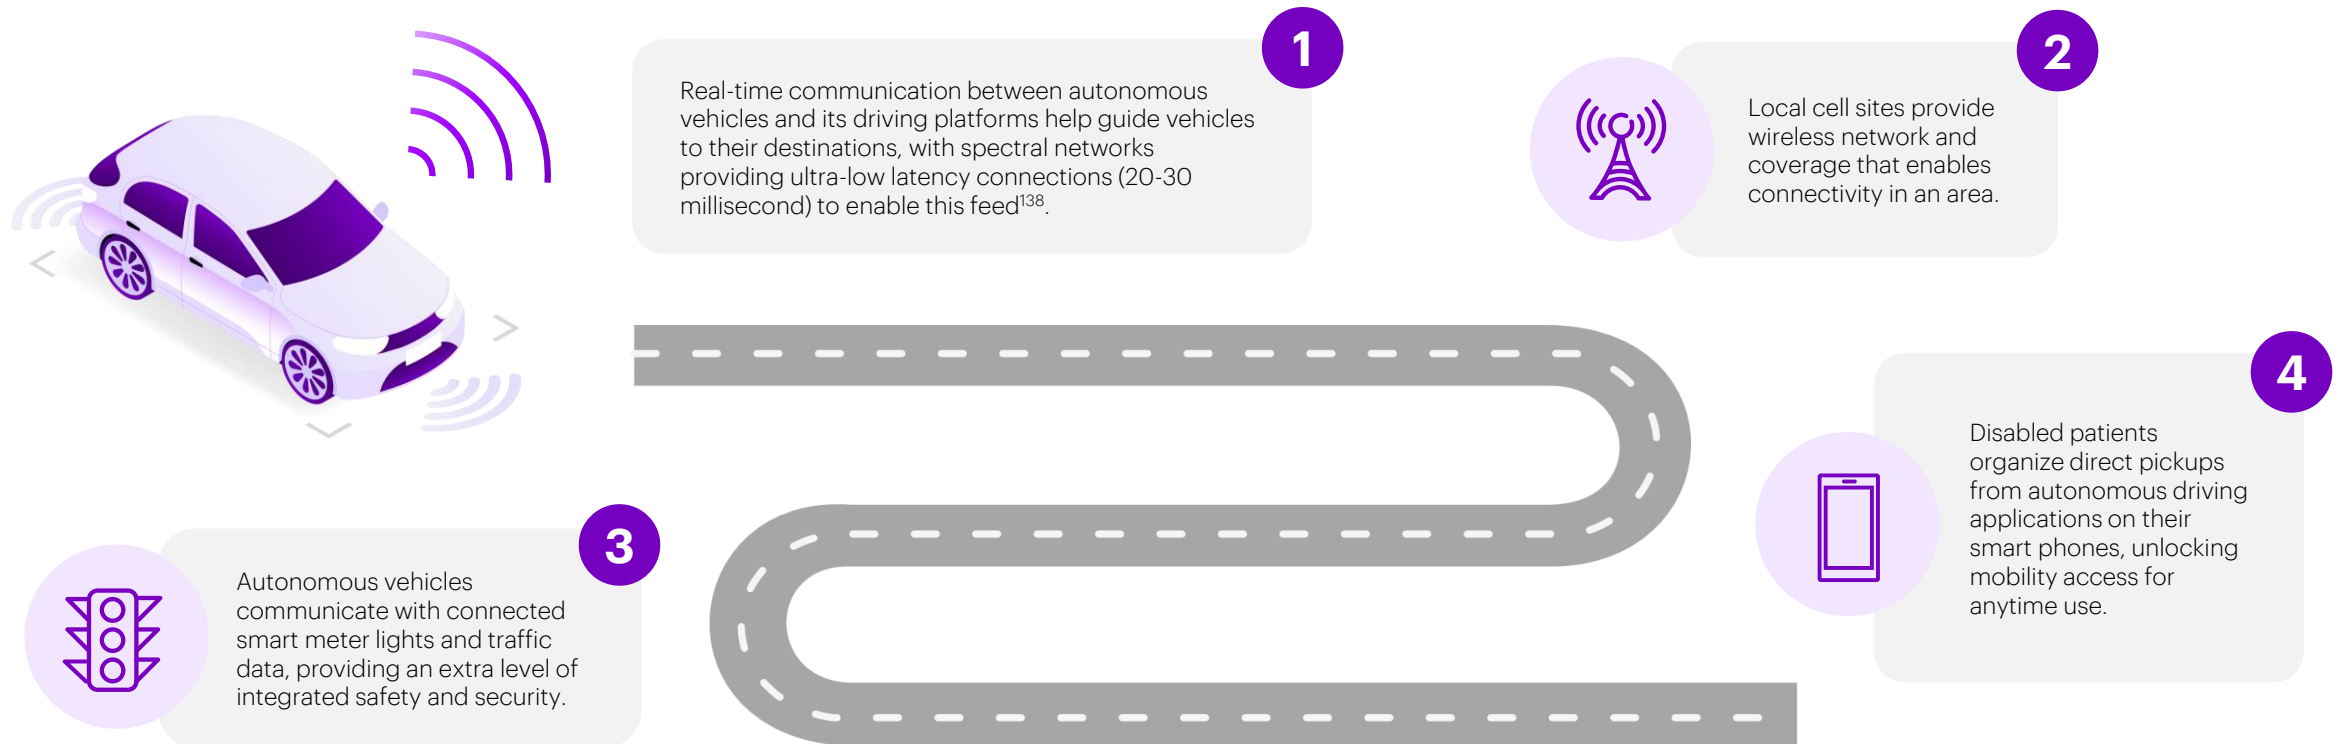 1
Real-time communication between autonomous
vehicles and its driving platforms help guide vehicles
to their destinations, with spectral networks
providing ultra-low latency connections (20-30
millisecond) to enable this feed¹³⁸.
2
Local cell sites provide
wireless network and
coverage that enables
connectivity in an area.
3
Autonomous vehicles
communicate with connected
smart meter lights and traffic
data, providing an extra level of
integrated safety and security.
4
Disabled patients
organize direct pickups
from autonomous driving
applications on their
smart phones, unlocking
mobility access for
anytime use.